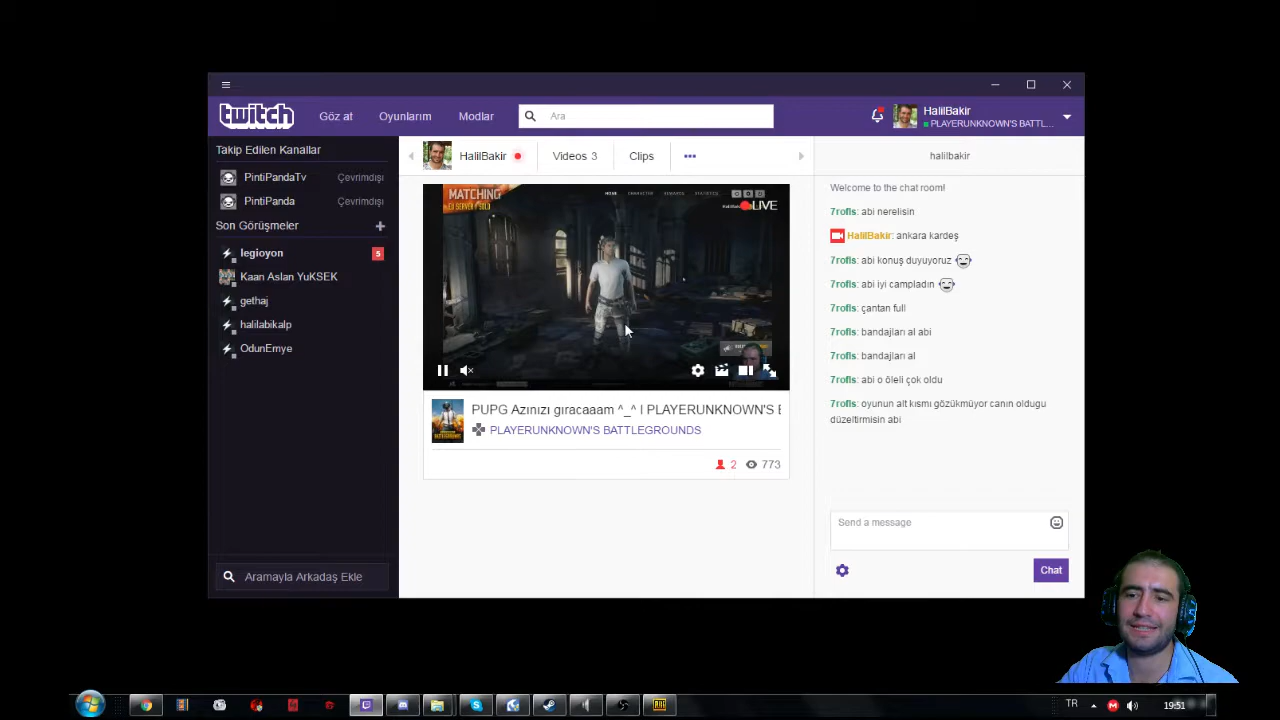 twitch
Göz at
Oyunlarım
Modlar
Ara
HalilBakir
PLAYERUNKNOWN'S BATTL...
Takip Edilen Kanallar
PintiPandaTv
Çevrimdışı
PintiPanda
Çevrimdışı
Son Görüşmeler
legioyon
5
Kaan Aslan YuKSEK
gethaj
halilabikalp
OdunEmye
Aramayla Arkadaş Ekle
HalilBakir
Videos 3
Clips
MATCHING
LIVE
PUPG Azınızı gıracaaam ^_^ l PLAYERUNKNOWN'S
PLAYERUNKNOWN'S BATTLEGROUNDS
2
773
halilbakir
Welcome to the chat room!
7rofls: abi nerelisin
HalilBakir: ankara kardeş
7rofls: abi konuş duyuyoruz
7rofls: abi iyi campladın
7rofls: çantan full
7rofls: bandajları al abi
7rofls: bandajları al
7rofls: abi o öleli çok oldu
7rofls: oyunun alt kısmı gözükmüyor canın oldugu
düzeltirmisin abi
Send a message
Chat
TR
19:51